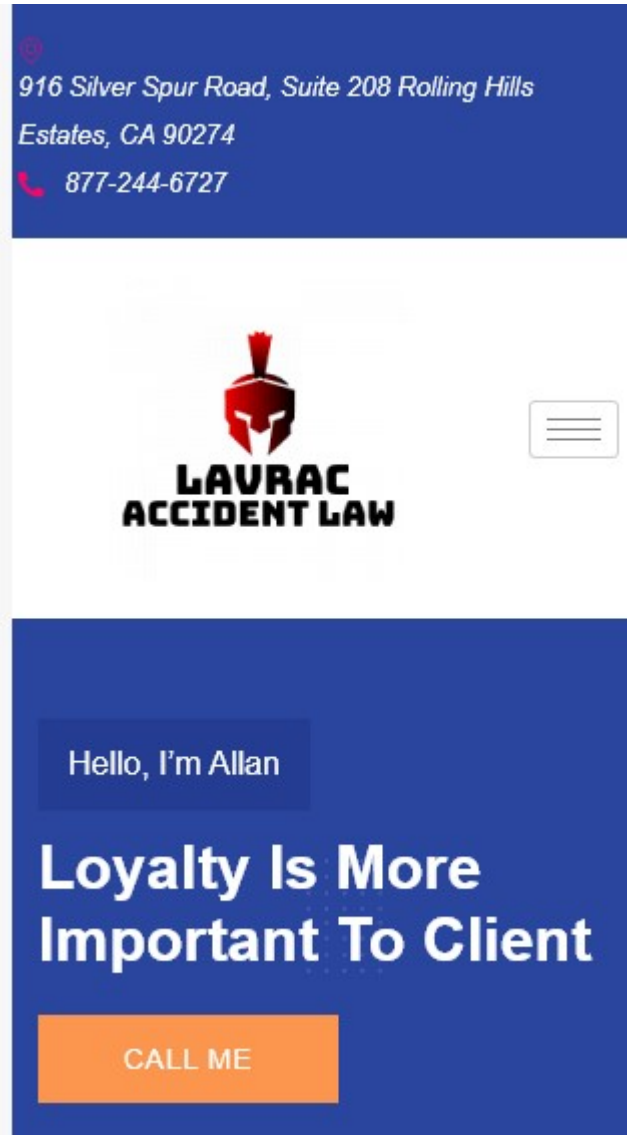 916 Silver Spur Road, Suite 208 Rolling Hills
Estates, CA 90274
877-244-6727
LAVRAC
ACCIDENT LAW
Hello, I'm Allan
Loyalty Is More
Important To Client
CALL ME